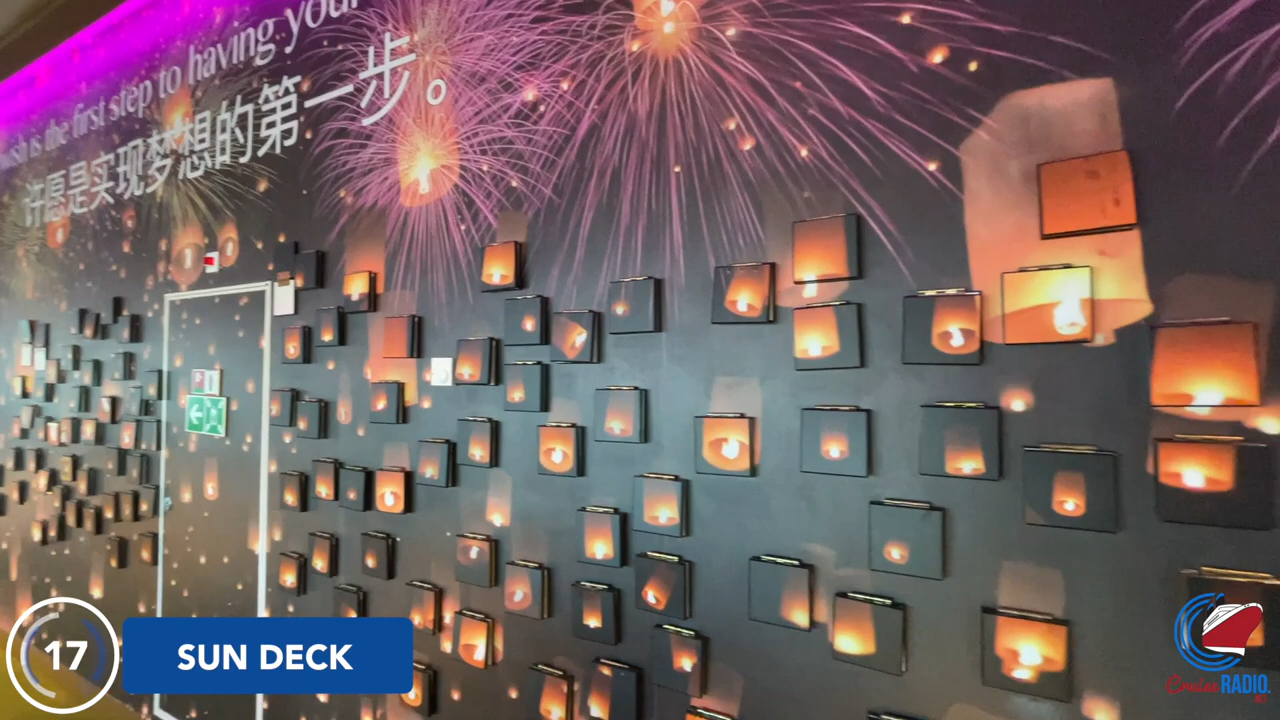 wish is the first step to having your
许愿是实现梦想的第一步。
17
SUN DECK
Cruise RADIO.